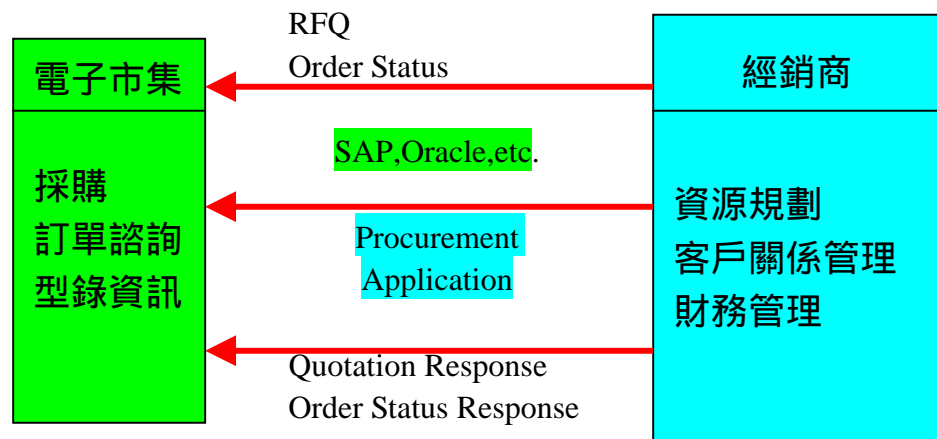 電子市集
採購
訂單諮詢
型錄資訊
RFQ
Order Status
SAP,Oracle,etc.
Procurement
Application
Quotation Response
Order Status Response
經銷商
資源規劃
客戶關係管理
財務管理